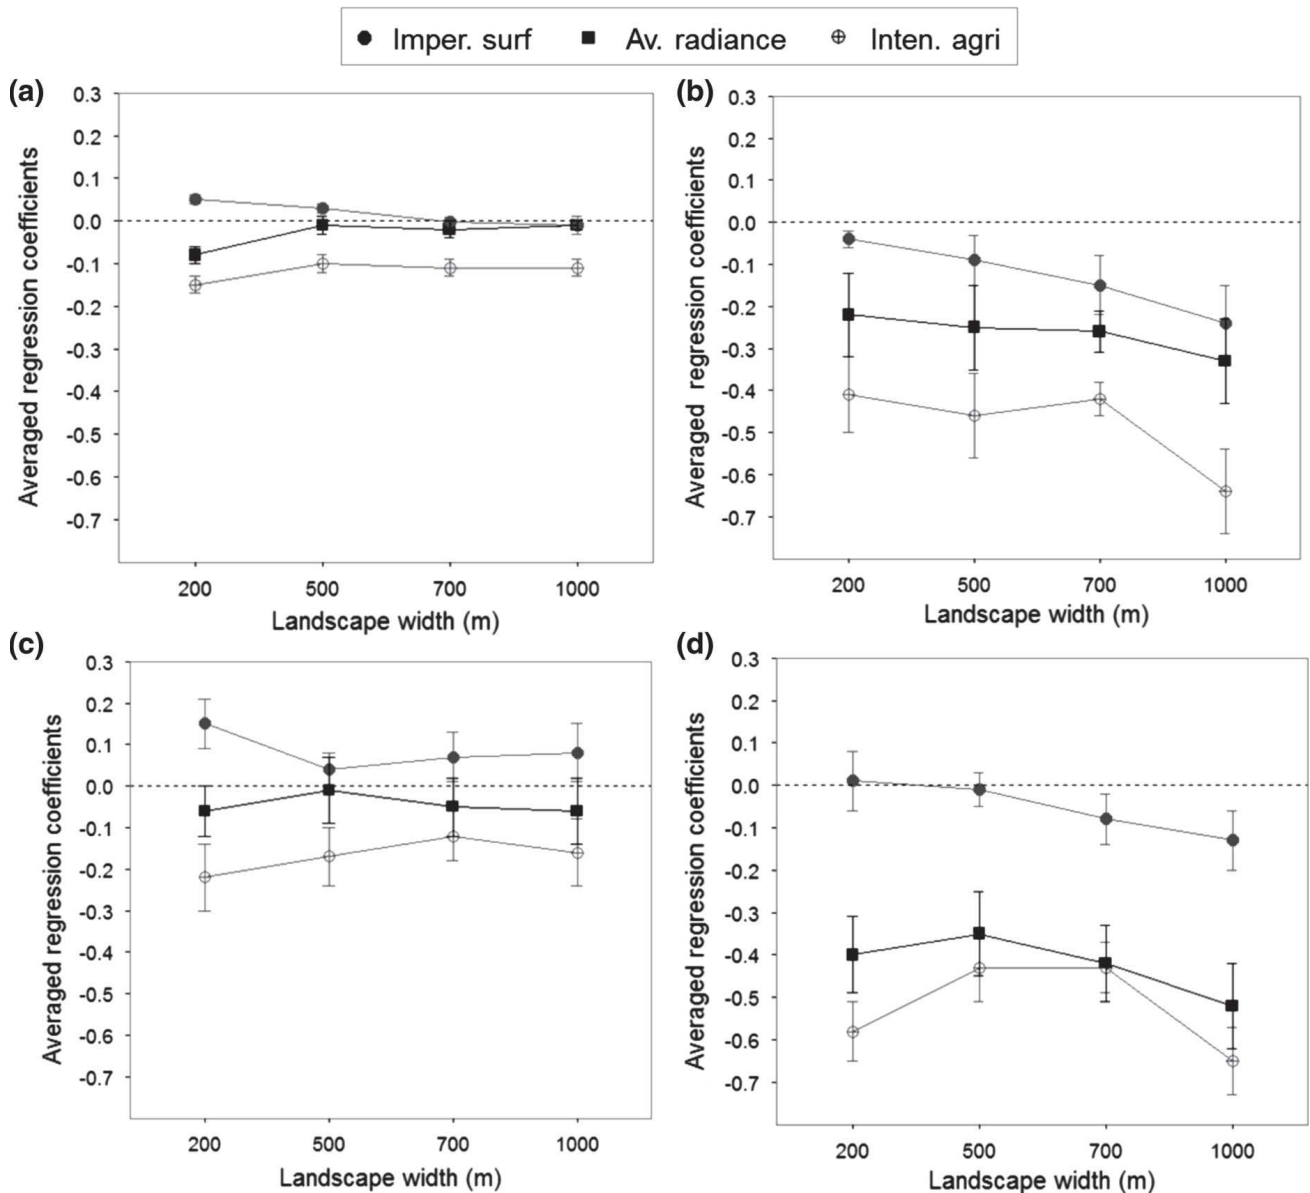 Imper. surf Av. radiance Inten. agri
(a)
0.3
0.2
0.1
0.0
-0.1
-0.2
-0.3
-0.4
-0.5
-0.6
-0.7
Averaged regression coefficients
200 500 700 1000
Landscape width (m)
(b)
0.3
0.2
0.1
0.0
-0.1
-0.2
-0.3
-0.4
-0.5
-0.6
-0.7
Averaged regression coefficients
200 500 700 1000
Landscape width (m)
(c)
0.3
0.2
0.1
0.0
-0.1
-0.2
-0.3
-0.4
-0.5
-0.6
-0.7
Averaged regression coefficients
200 500 700 1000
Landscape width (m)
(d)
0.3
0.2
0.1
0.0
-0.1
-0.2
-0.3
-0.4
-0.5
-0.6
-0.7
Averaged regression coefficients
200 500 700 1000
Landscape width (m)